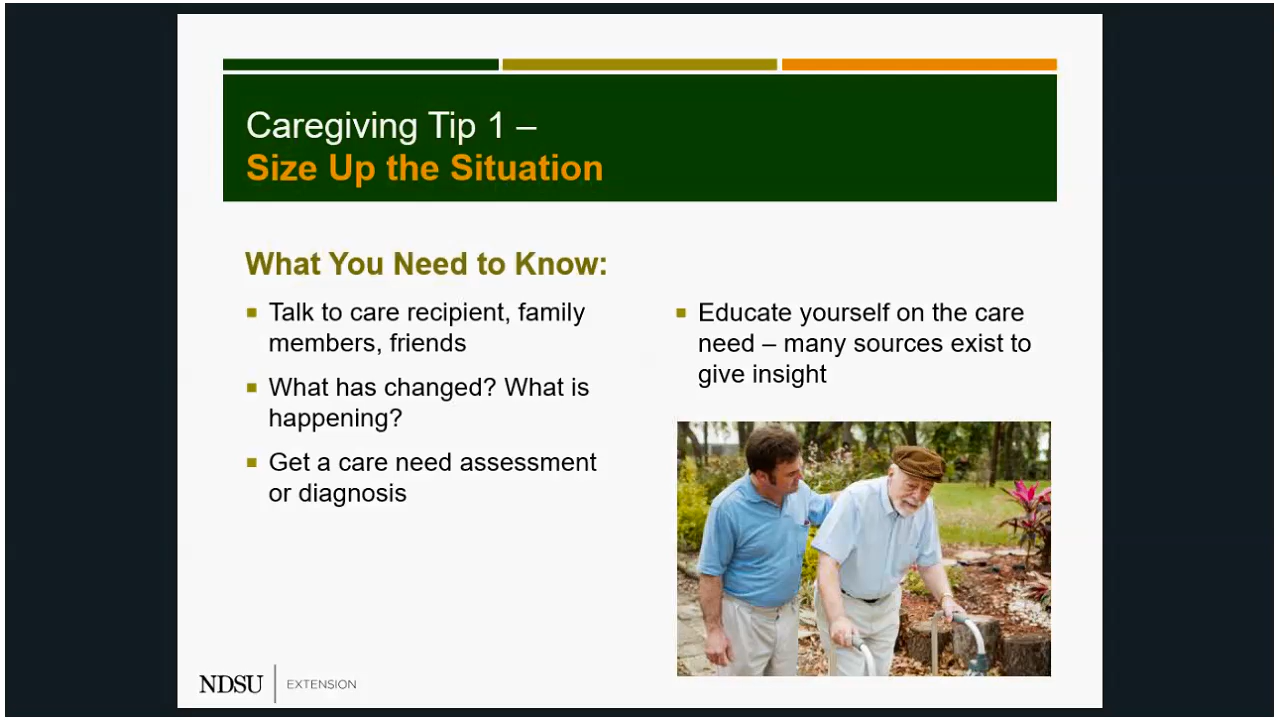 Caregiving Tip 1 –
Size Up the Situation
What You Need to Know:
▪ Talk to care recipient, family
members, friends
▪ What has changed? What is
happening?
▪ Get a care need assessment
or diagnosis
▪ Educate yourself on the care
need – many sources exist to
give insight
NDSU | EXTENSION